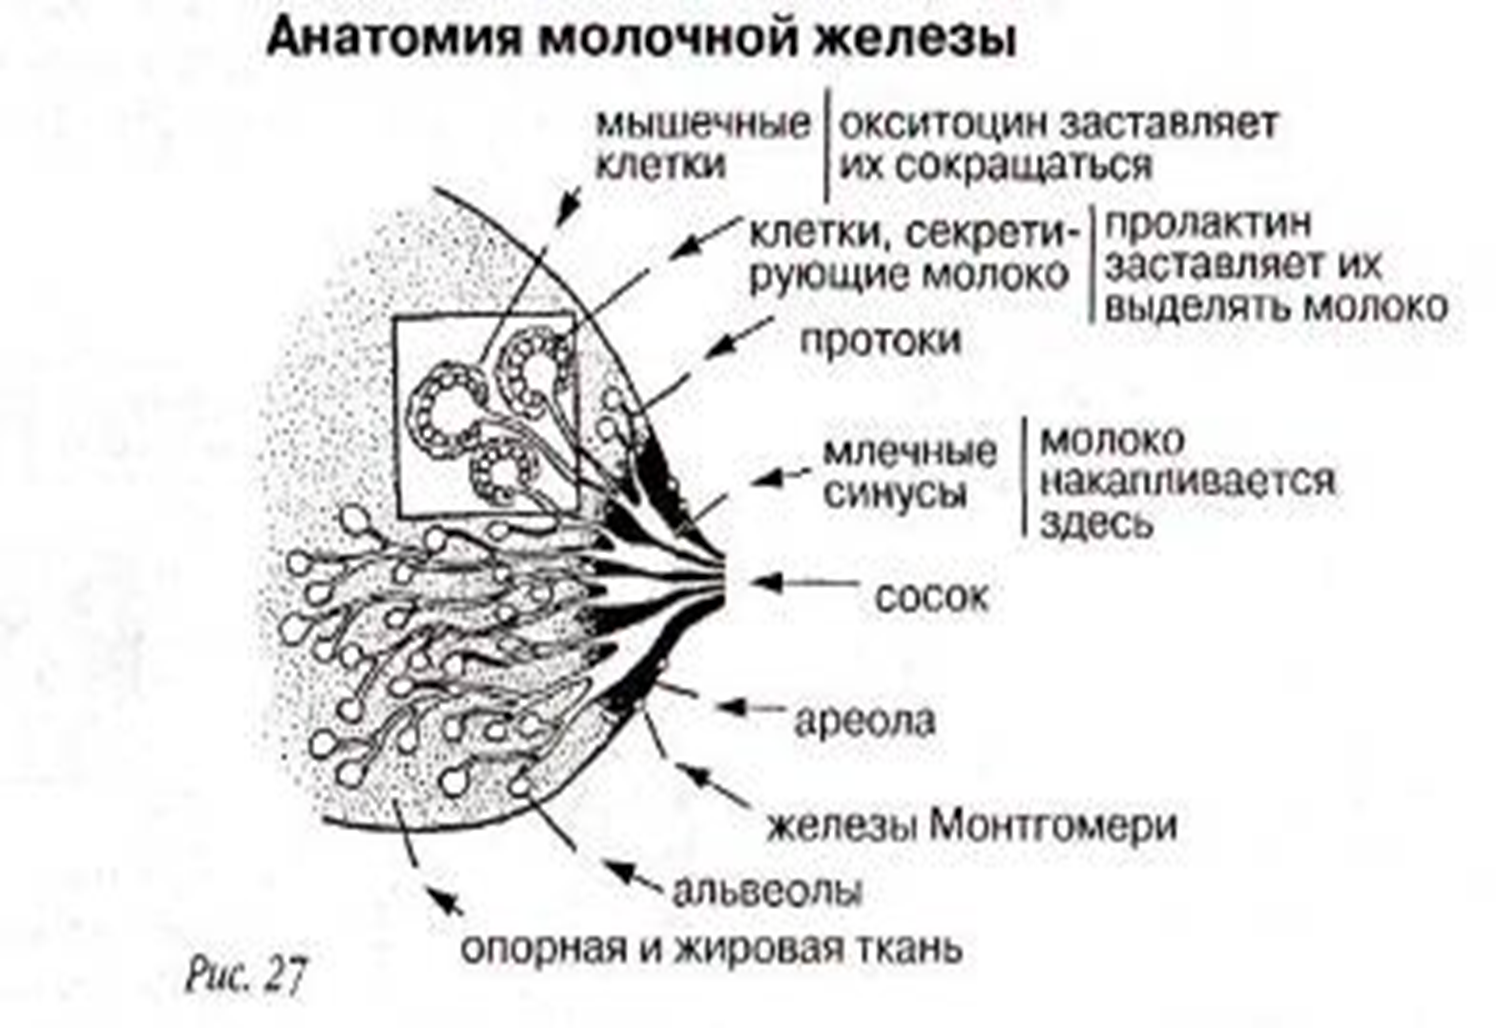 Анатомия молочной железы
мышечные
клетки
окситоцин заставляет
их сокращаться
клетки, секрети-
рующие молоко
пролактин
заставляет их
выделять молоко
протоки
млечные
синусы
молоко
накапливается
здесь
сосок
ареола
железы Монтгомери
альвеолы
опорная и жировая ткань
Рис. 27